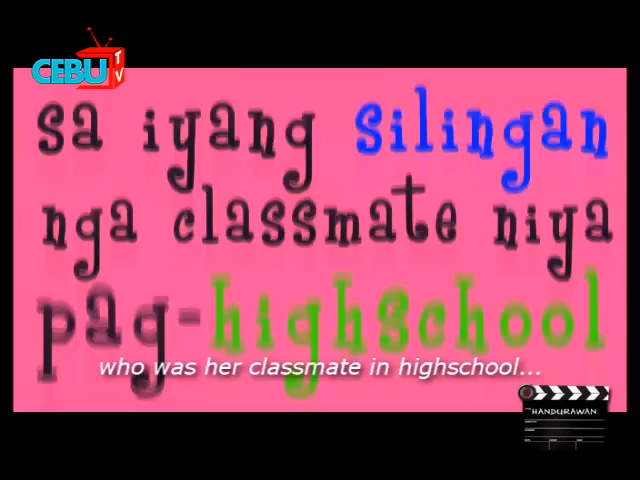 CEBU TV
sa iyang silingan
nga classmate niya
pag-highschool
who was her classmate in highschool...
HANDURAWAN